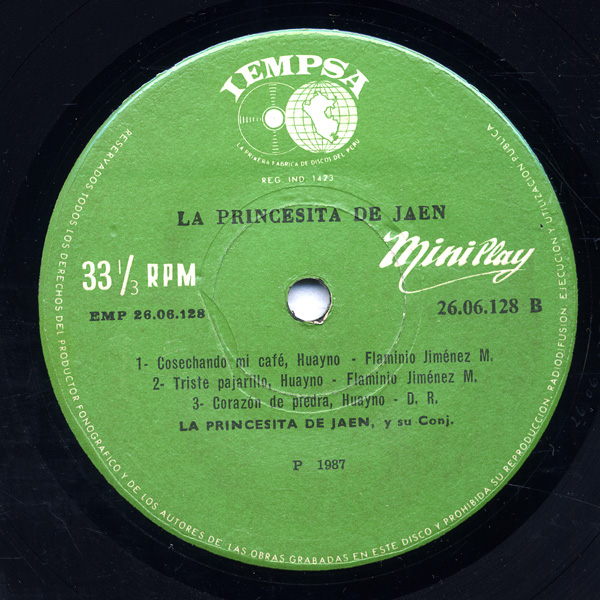 IEMPSA
LA PRIMERA FABRICA DE DISCOS DEL PERU
REG. IND. 1473
LA PRINCESITA DE JAEN
MiniPlay
33 1/3 RPM
EMP 26.06.128
26.06.128 B
1- Cosechando mi café, Huayno - Flaminio Jiménez M.
2- Triste pajarillo, Huayno - Flaminio Jiménez M.
3- Corazón de piedra, Huayno - D. R.
LA PRINCESITA DE JAEN, y su Conj.
P 1987
RESERVADOS TODOS LOS DERECHOS DEL PRODUCTOR FONOGRAFICO Y DE LOS AUTORES DE LAS OBRAS GRABADAS EN ESTE DISCO Y PROHIBIDA SU REPRODUCCION, RADIODIFUSION, EJECUCION Y UTILIZACION PUBLICA